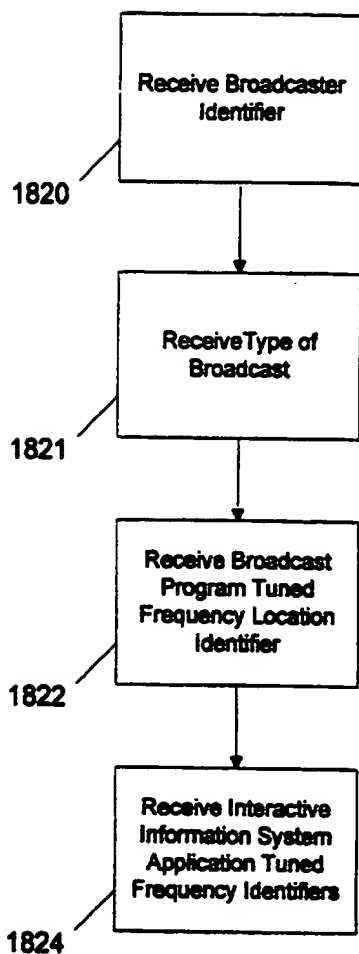 Receive Broadcaster
Identifier
1820
ReceiveType of
Broadcast
1821
Receive Broadcast
Program Tuned
Frequency Location
Identifier
1822
Receive Interactive
Information System
Application Tuned
Frequency Identifiers
1824